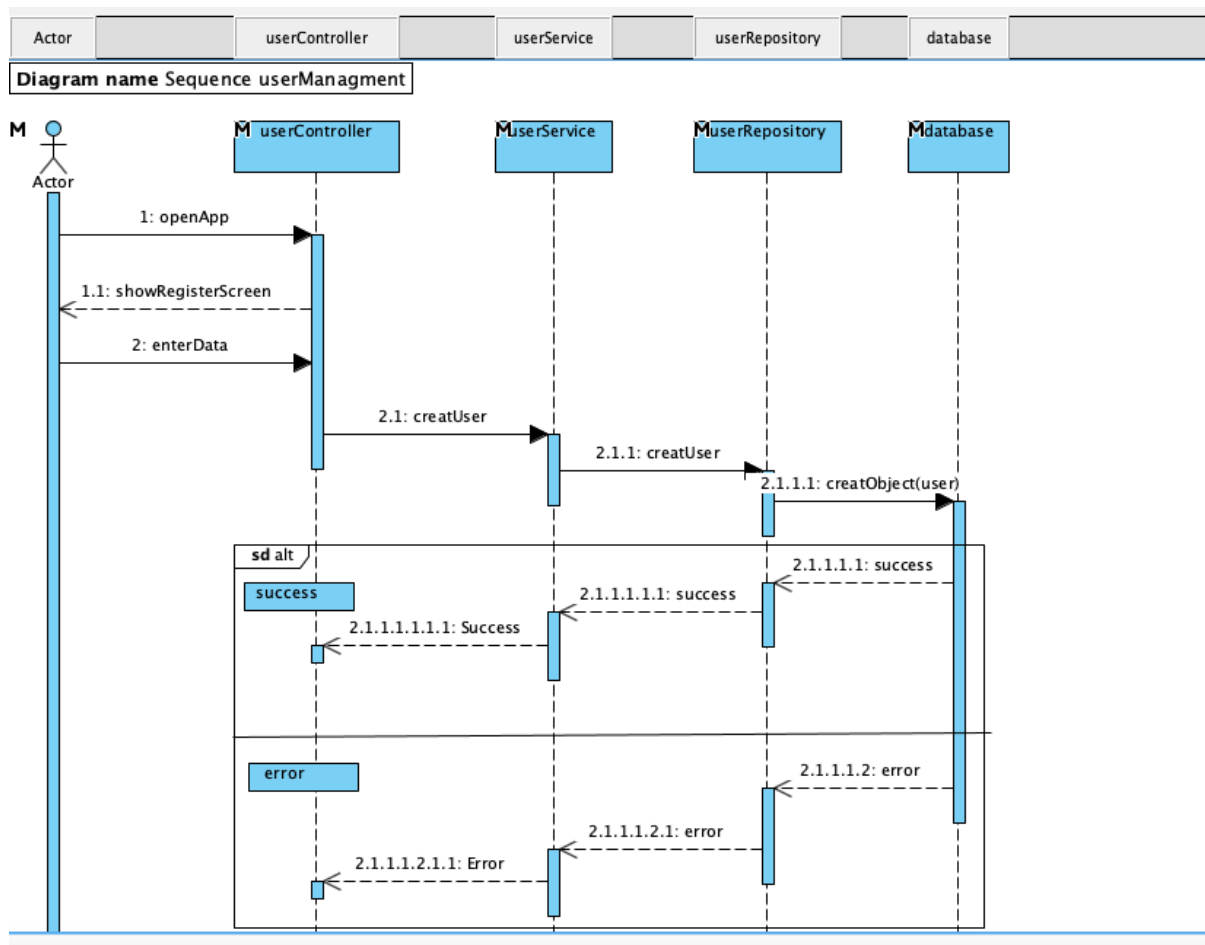 Actor userController userService userRepository database
Diagram name Sequence userManagment
M M userController MuserService MuserRepository Mdatabase
Actor
1: openApp
1.1: showRegisterScreen
2: enterData
2.1: creatUser
2.1.1: creatUser
2.1.1.1: creatObject(user)
sd alt
2.1.1.1.1: success
success
2.1.1.1.1.1: success
2.1.1.1.1.1.1: Success
error
2.1.1.1.2: error
2.1.1.1.2.1: error
2.1.1.1.2.1.1: Error